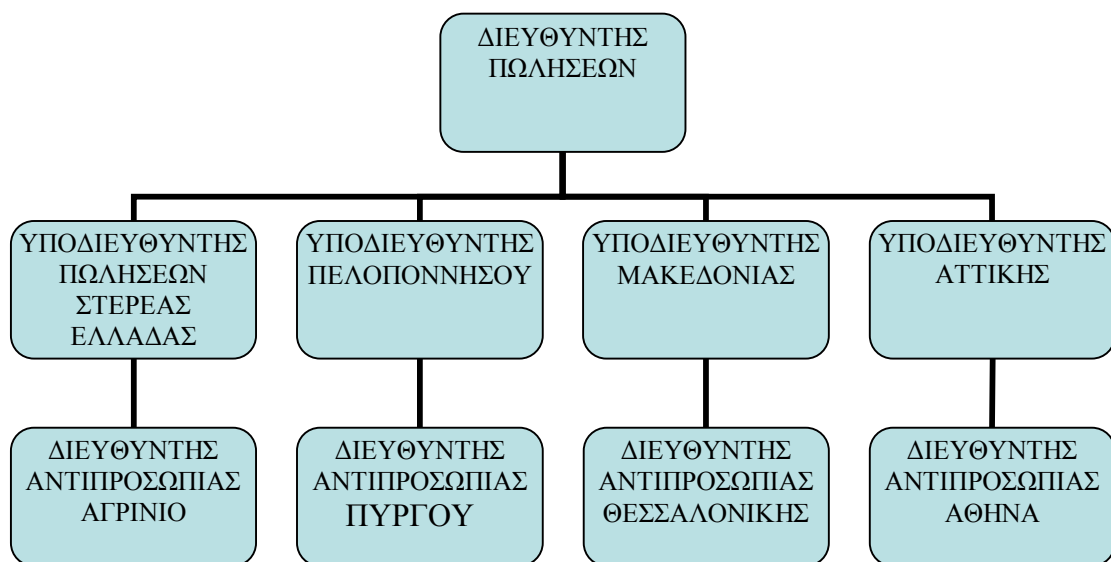 ΔΙΕΥΘΥΝΤΗΣ
ΠΩΛΗΣΕΩΝ
ΥΠΟΔΙΕΥΘΥΝΤΗΣ
ΠΩΛΗΣΕΩΝ
ΣΤΕΡΕΑΣ
ΕΛΛΑΔΑΣ
ΥΠΟΔΙΕΥΘΥΝΤΗΣ
ΠΕΛΟΠΟΝΝΗΣΟΥ
ΥΠΟΔΙΕΥΘΥΝΤΗΣ
ΜΑΚΕΔΟΝΙΑΣ
ΥΠΟΔΙΕΥΘΥΝΤΗΣ
ΑΤΤΙΚΗΣ
ΔΙΕΥΘΥΝΤΗΣ
ΑΝΤΙΠΡΟΣΩΠΙΑΣ
ΑΓΡΙΝΙΟ
ΔΙΕΥΘΥΝΤΗΣ
ΑΝΤΙΠΡΟΣΩΠΙΑΣ
ΠΥΡΓΟΥ
ΔΙΕΥΘΥΝΤΗΣ
ΑΝΤΙΠΡΟΣΩΠΙΑΣ
ΘΕΣΣΑΛΟΝΙΚΗΣ
ΔΙΕΥΘΥΝΤΗΣ
ΑΝΤΙΠΡΟΣΩΠΙΑΣ
ΑΘΗΝΑ